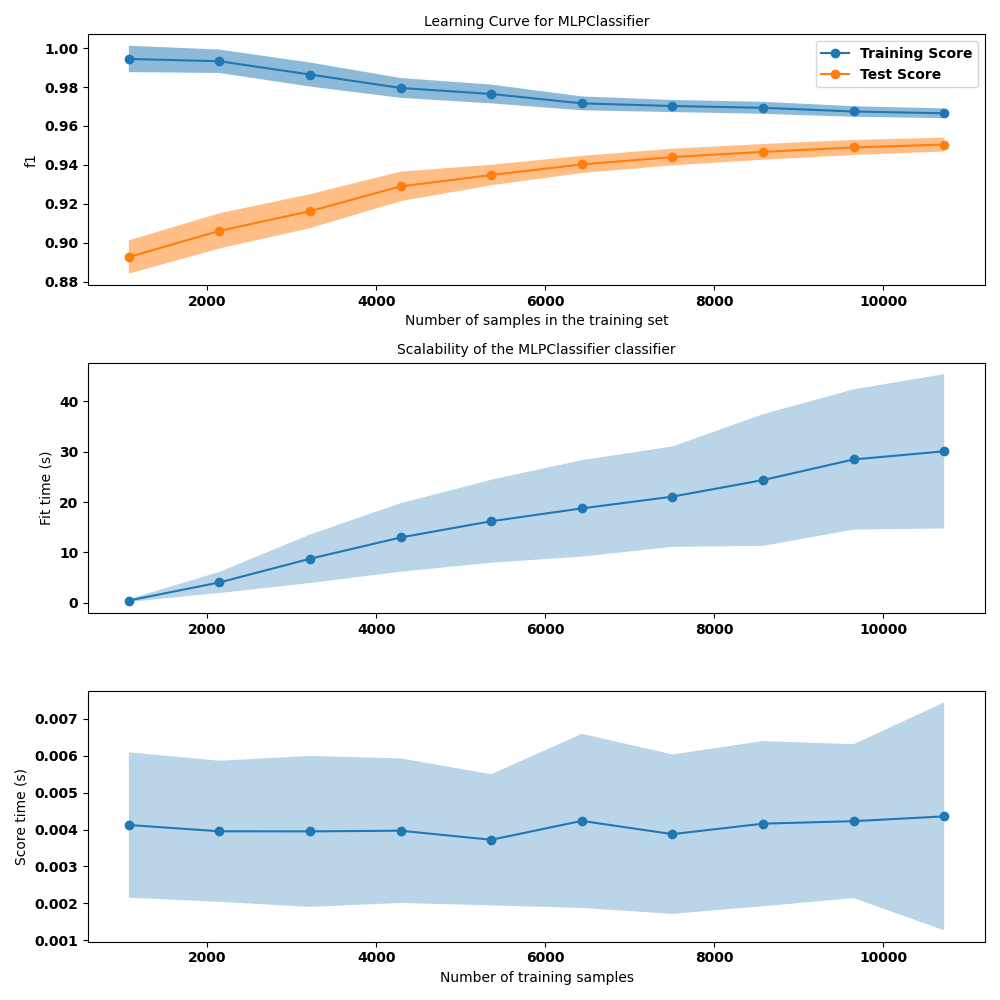 Learning Curve for MLPClassifier
1.00
0.98
0.96
0.94
0.92
0.90
0.88
f1
Training Score
Test Score
2000 4000 6000 8000 10000
Number of samples in the training set
Scalability of the MLPClassifier classifier
40
30
20
10
0
Fit time (s)
2000 4000 6000 8000 10000
0.007
0.006
0.005
0.004
0.003
0.002
0.001
Score time (s)
2000 4000 6000 8000 10000
Number of training samples